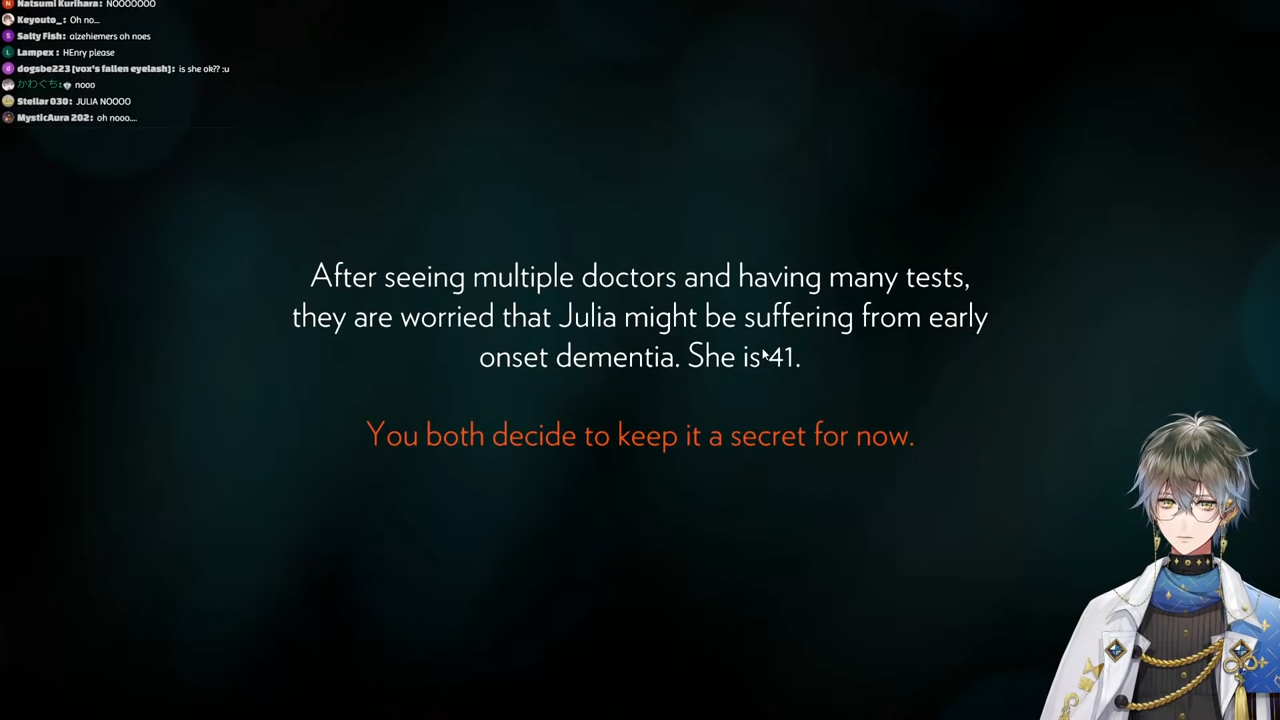 Natsumi Kurihara: NOOOOOOO
Keyouto_: Oh no...
Salty Fish: alzehiemers oh noes
Lampex : HEnry please
dogsbe223 [vox's fallen eyelash]: is she ok?? :u
かわぐち: nooo
Stellar 030: JULIA NOOOO
MysticAura 202: oh nooo....
After seeing multiple doctors and having many tests,
they are worried that Julia might be suffering from early
onset dementia. She is 41.
You both decide to keep it a secret for now.